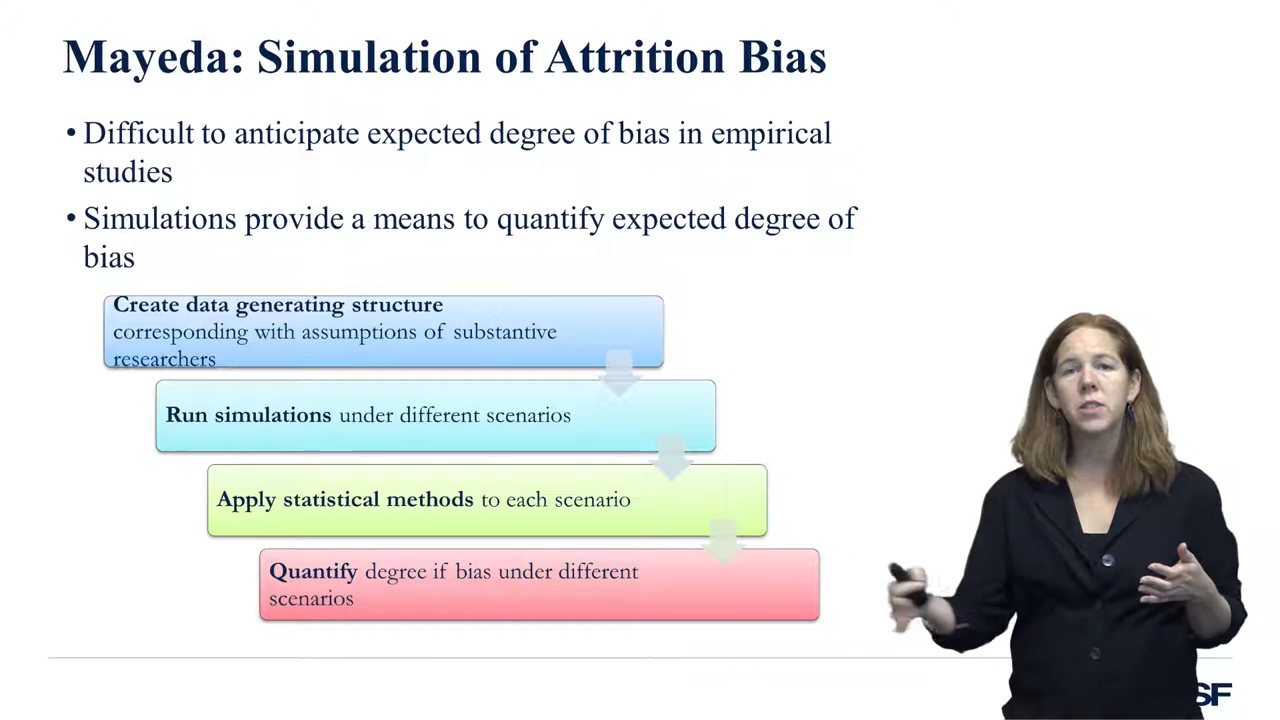 Mayeda: Simulation of Attrition Bias
• Difficult to anticipate expected degree of bias in empirical
studies
• Simulations provide a means to quantify expected degree of
bias
Create data generating structure
corresponding with assumptions of substantive
researchers
Run simulations under different scenarios
Apply statistical methods to each scenario
Quantify degree if bias under different
scenarios
SF